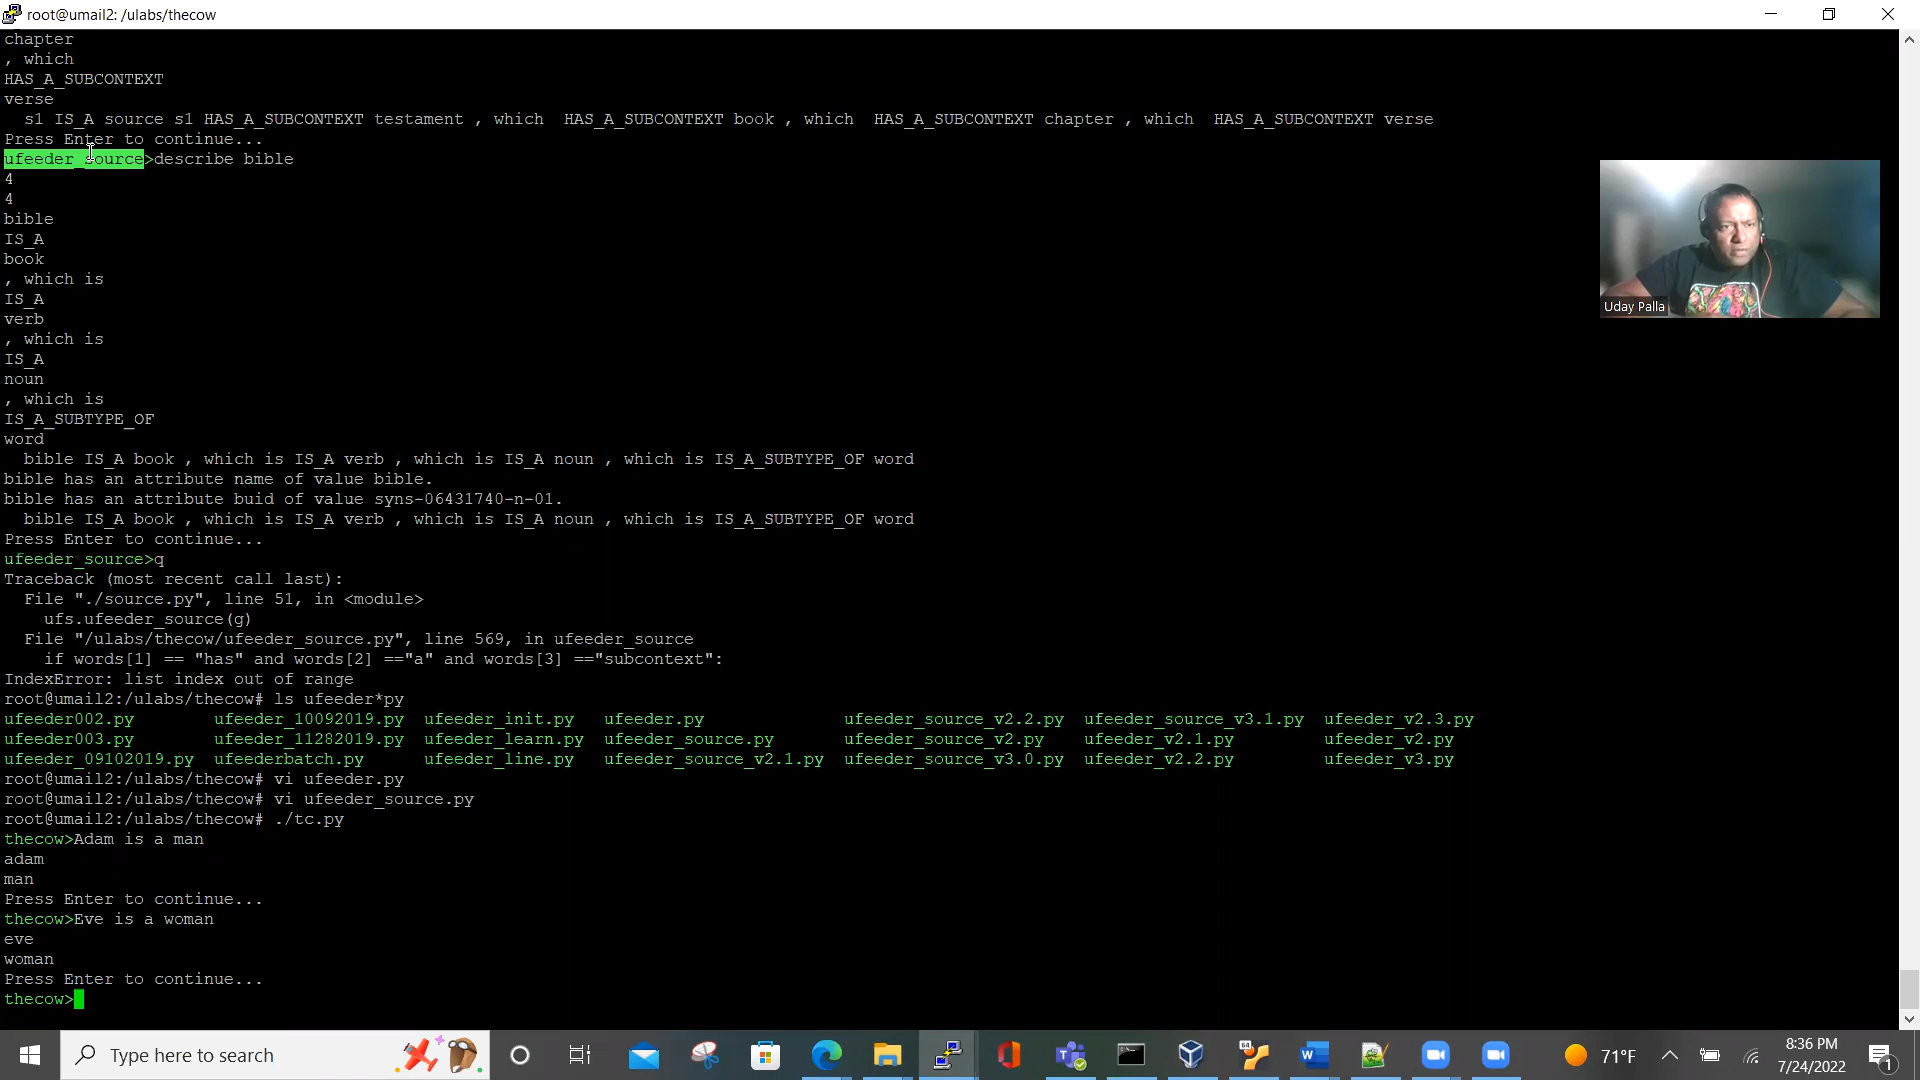 root@umail2: /ulabs/thecow
chapter
, which
HAS_A_SUBCONTEXT
verse
  s1 IS_A source s1 HAS_A_SUBCONTEXT testament , which  HAS_A_SUBCONTEXT book , which  HAS_A_SUBCONTEXT chapter , which  HAS_A_SUBCONTEXT verse
Press Enter to continue...
ufeeder_source>describe bible
4
4
bible
IS_A
book
, which is
IS_A
verb
, which is
IS_A
noun
, which is
IS_A_SUBTYPE_OF
word
  bible IS_A book , which is IS_A verb , which is IS_A noun , which is IS_A_SUBTYPE_OF word
bible has an attribute name of value bible.
bible has an attribute buid of value syns-06431740-n-01.
  bible IS_A book , which is IS_A verb , which is IS_A noun , which is IS_A_SUBTYPE_OF word
Press Enter to continue...
ufeeder_source>q
Traceback (most recent call last):
  File "./source.py", line 51, in <module>
    ufs.ufeeder_source(g)
  File "/ulabs/thecow/ufeeder_source.py", line 569, in ufeeder_source
    if words[1] == "has" and words[2] =="a" and words[3] =="subcontext":
IndexError: list index out of range
root@umail2:/ulabs/thecow# ls ufeeder*py
ufeeder002.py        ufeeder_10092019.py  ufeeder_init.py   ufeeder.py              ufeeder_source_v2.2.py  ufeeder_source_v3.1.py  ufeeder_v2.3.py
ufeeder003.py        ufeeder_11282019.py  ufeeder_learn.py  ufeeder_source.py       ufeeder_source_v2.py    ufeeder_v2.1.py         ufeeder_v2.py
ufeeder_09102019.py  ufeederbatch.py      ufeeder_line.py   ufeeder_source_v2.1.py  ufeeder_source_v3.0.py  ufeeder_v2.2.py         ufeeder_v3.py
root@umail2:/ulabs/thecow# vi ufeeder.py
root@umail2:/ulabs/thecow# vi ufeeder_source.py
root@umail2:/ulabs/thecow# ./tc.py
thecow>Adam is a man
adam
man
Press Enter to continue...
thecow>Eve is a woman
eve
woman
Press Enter to continue...
thecow>
Uday Palla
Type here to search
64
71°F
8:36 PM
7/24/2022
1